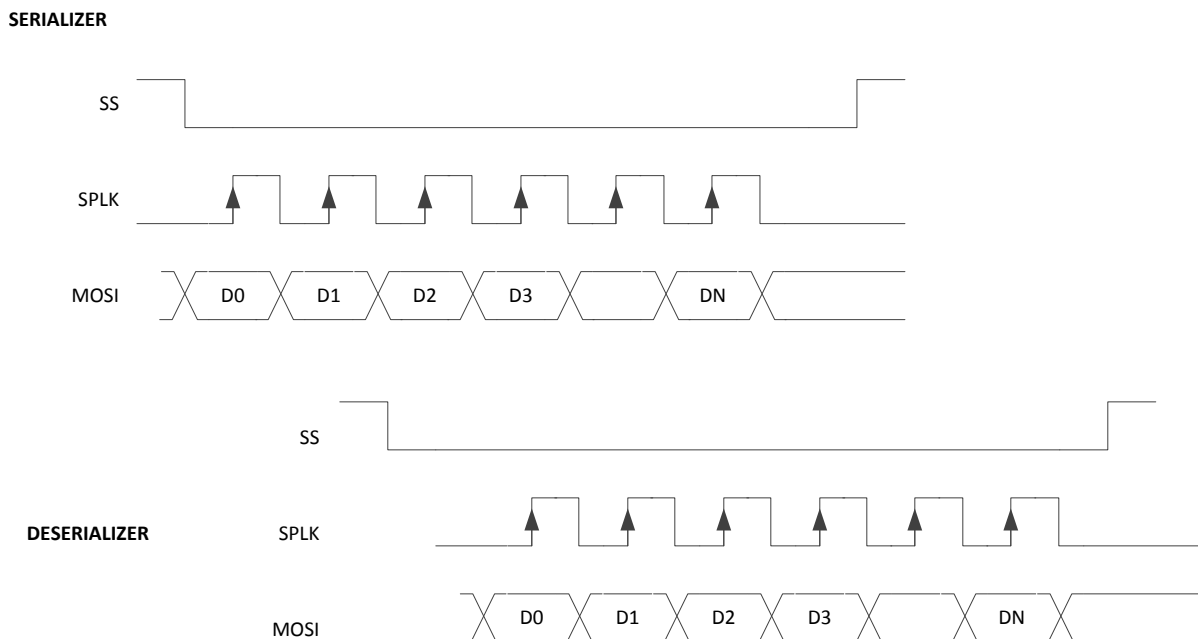 SERIALIZER
SS
SPLK
MOSI D0 D1 D2 D3 DN
SS
DESERIALIZER SPLK
MOSI D0 D1 D2 D3 DN